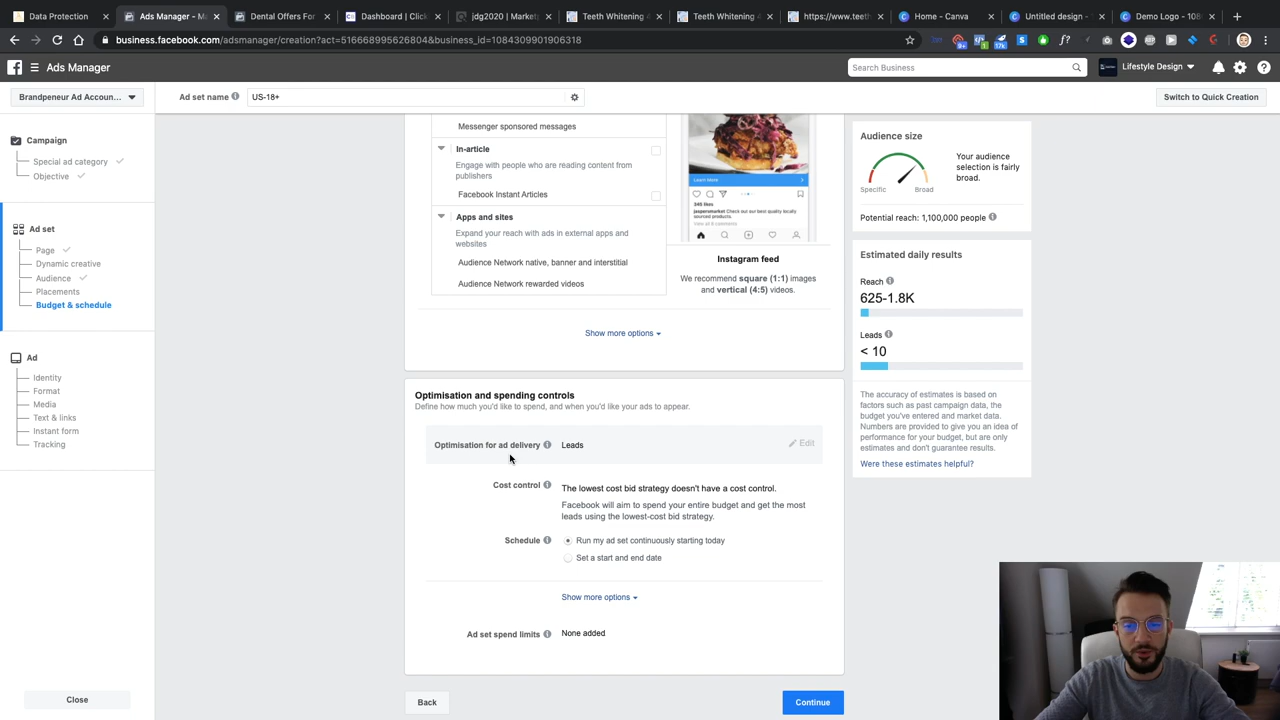 Data Protection
Ads Manager - M
Dental Offers For
Dashboard | Click
jdg2020 | Marketp
Teeth Whitening 4
Teeth Whitening 4
https://www.teeth
Home - Canva
Untitled design -
Demo Logo - 108
business.facebook.com/adsmanager/creation?act=516668995626804&business_id=1084309901906318
Ads Manager
Search Business
Lifestyle Design
Brandpeneur Ad Accoun...
Ad set name
US-18+
Switch to Quick Creation
Campaign
Special ad category
Objective
Ad set
Page
Dynamic creative
Audience
Placements
Budget & schedule
Ad
Identity
Format
Media
Text & links
Instant form
Tracking
Close
Messenger sponsored messages
In-article
Engage with people who are reading content from
publishers
Facebook Instant Articles
Apps and sites
Expand your reach with ads in external apps and
websites
Audience Network native, banner and interstitial
Audience Network rewarded videos
Learn More
Instagram feed
We recommend square (1:1) images
and vertical (4:5) videos.
Show more options
Optimisation and spending controls
Define how much you'd like to spend, and when you'd like your ads to appear.
Optimisation for ad delivery
Leads
Edit
Cost control
The lowest cost bid strategy doesn't have a cost control.
Facebook will aim to spend your entire budget and get the most
leads using the lowest-cost bid strategy.
Schedule
Run my ad set continuously starting today
Set a start and end date
Show more options
Ad set spend limits
None added
Back
Continue
Audience size
Specific
Broad
Your audience
selection is fairly
broad.
Potential reach: 1,100,000 people
Estimated daily results
Reach
625-1.8K
Leads
< 10
The accuracy of estimates is based on
factors such as past campaign data, the
budget you've entered and market data.
Numbers are provided to give you an idea of
performance for your budget, but are only
estimates and don't guarantee results.
Were these estimates helpful?